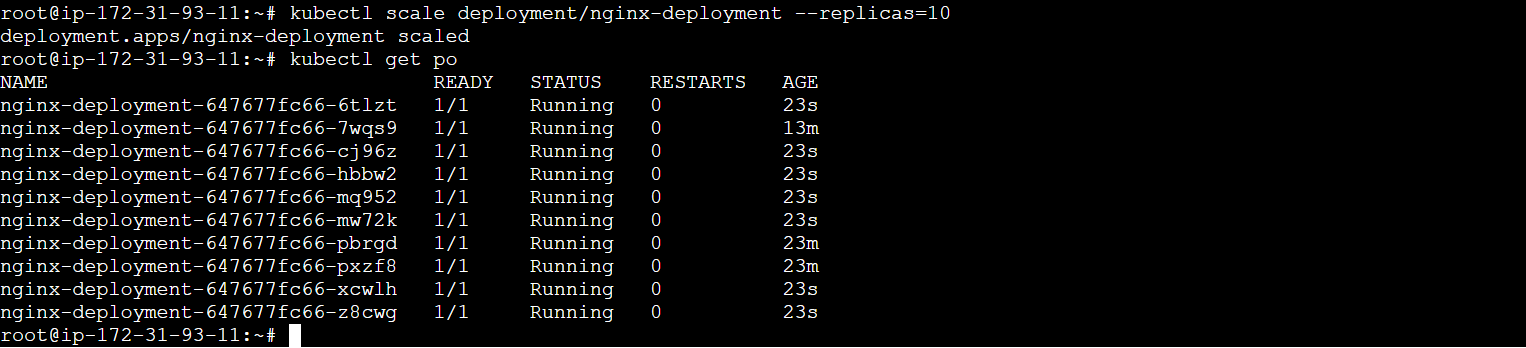 root@ip-172-31-93-11:~# kubectl scale deployment/nginx-deployment --replicas=10
deployment.apps/nginx-deployment scaled
root@ip-172-31-93-11:~# kubectl get po
NAME READY STATUS RESTARTS AGE
nginx-deployment-647677fc66-6tlzt 1/1 Running 0 23s
nginx-deployment-647677fc66-7wqs9 1/1 Running 0 13m
nginx-deployment-647677fc66-cj96z 1/1 Running 0 23s
nginx-deployment-647677fc66-hbbw2 1/1 Running 0 23s
nginx-deployment-647677fc66-mq952 1/1 Running 0 23s
nginx-deployment-647677fc66-mw72k 1/1 Running 0 23s
nginx-deployment-647677fc66-pbrgd 1/1 Running 0 23m
nginx-deployment-647677fc66-pxzf8 1/1 Running 0 23m
nginx-deployment-647677fc66-xcwlh 1/1 Running 0 23s
nginx-deployment-647677fc66-z8cwg 1/1 Running 0 23s
root@ip-172-31-93-11:~#